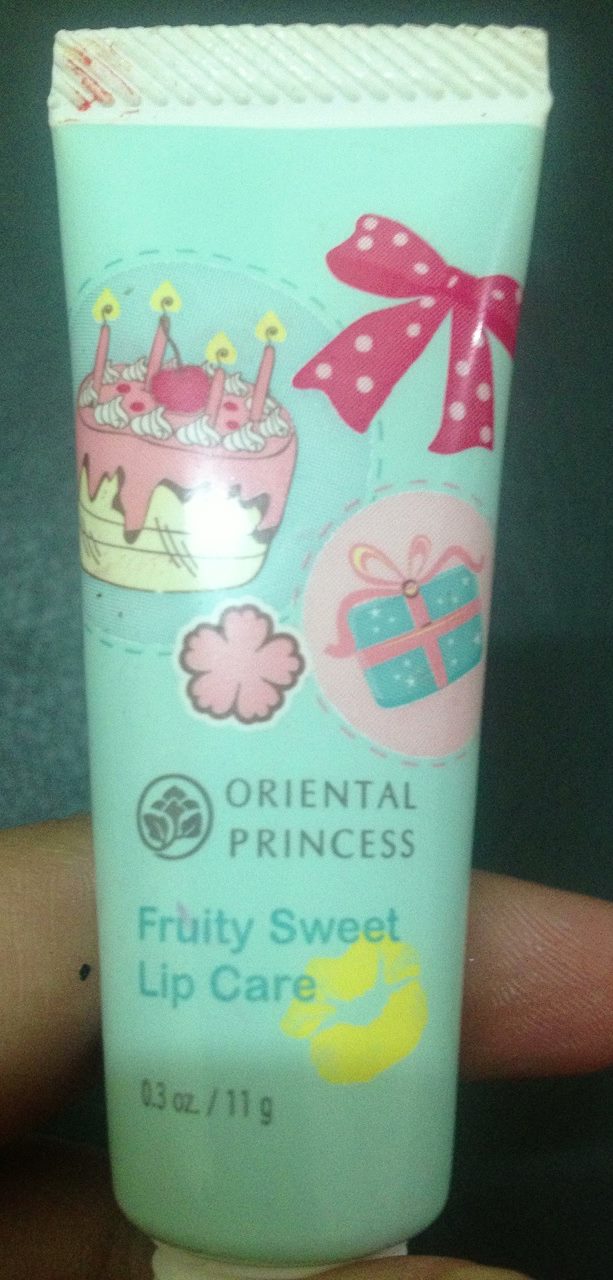 ORIENTAL
PRINCESS
Fruity Sweet
Lip Care
0.3 oz. / 11 g